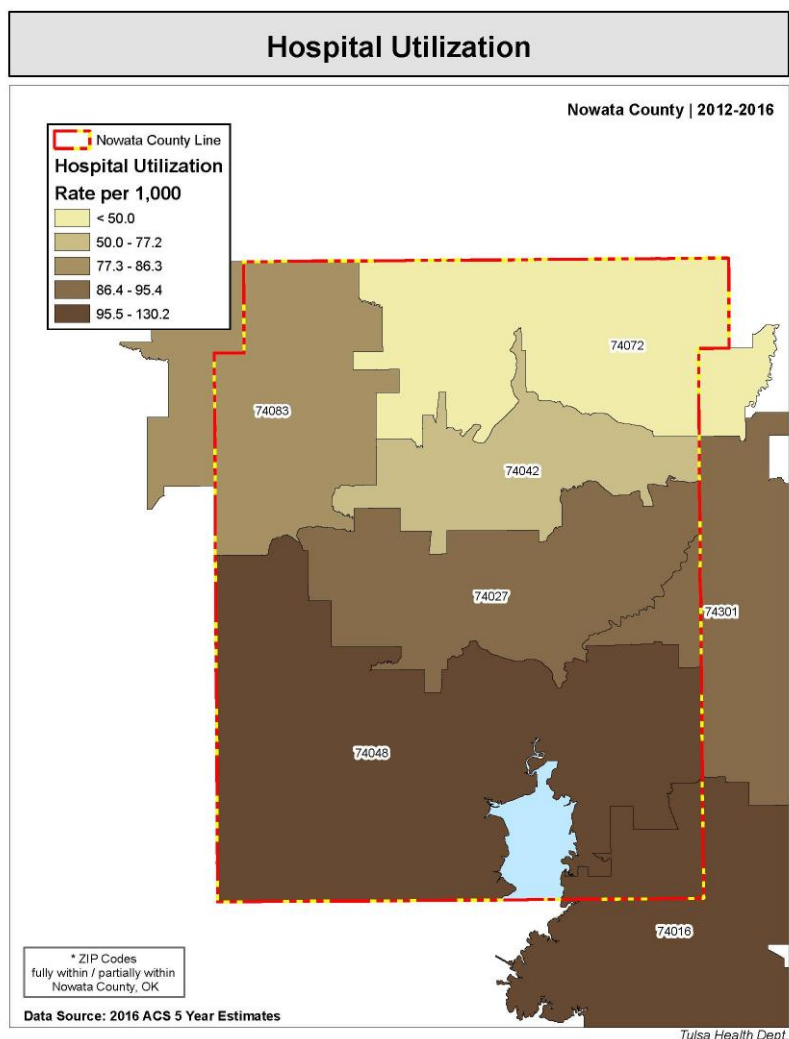 Hospital Utilization
Nowata County | 2012-2016
Nowata County Line
Hospital Utilization
Rate per 1,000
< 50.0
50.0 - 77.2
77.3 - 86.3
86.4 - 95.4
95.5 - 130.2
74072
74083
74042
74027
74301
74048
74016
* ZIP Codes
fully within / partially within
Nowata County, OK
Data Source: 2016 ACS 5 Year Estimates
Tulsa Health Dept.